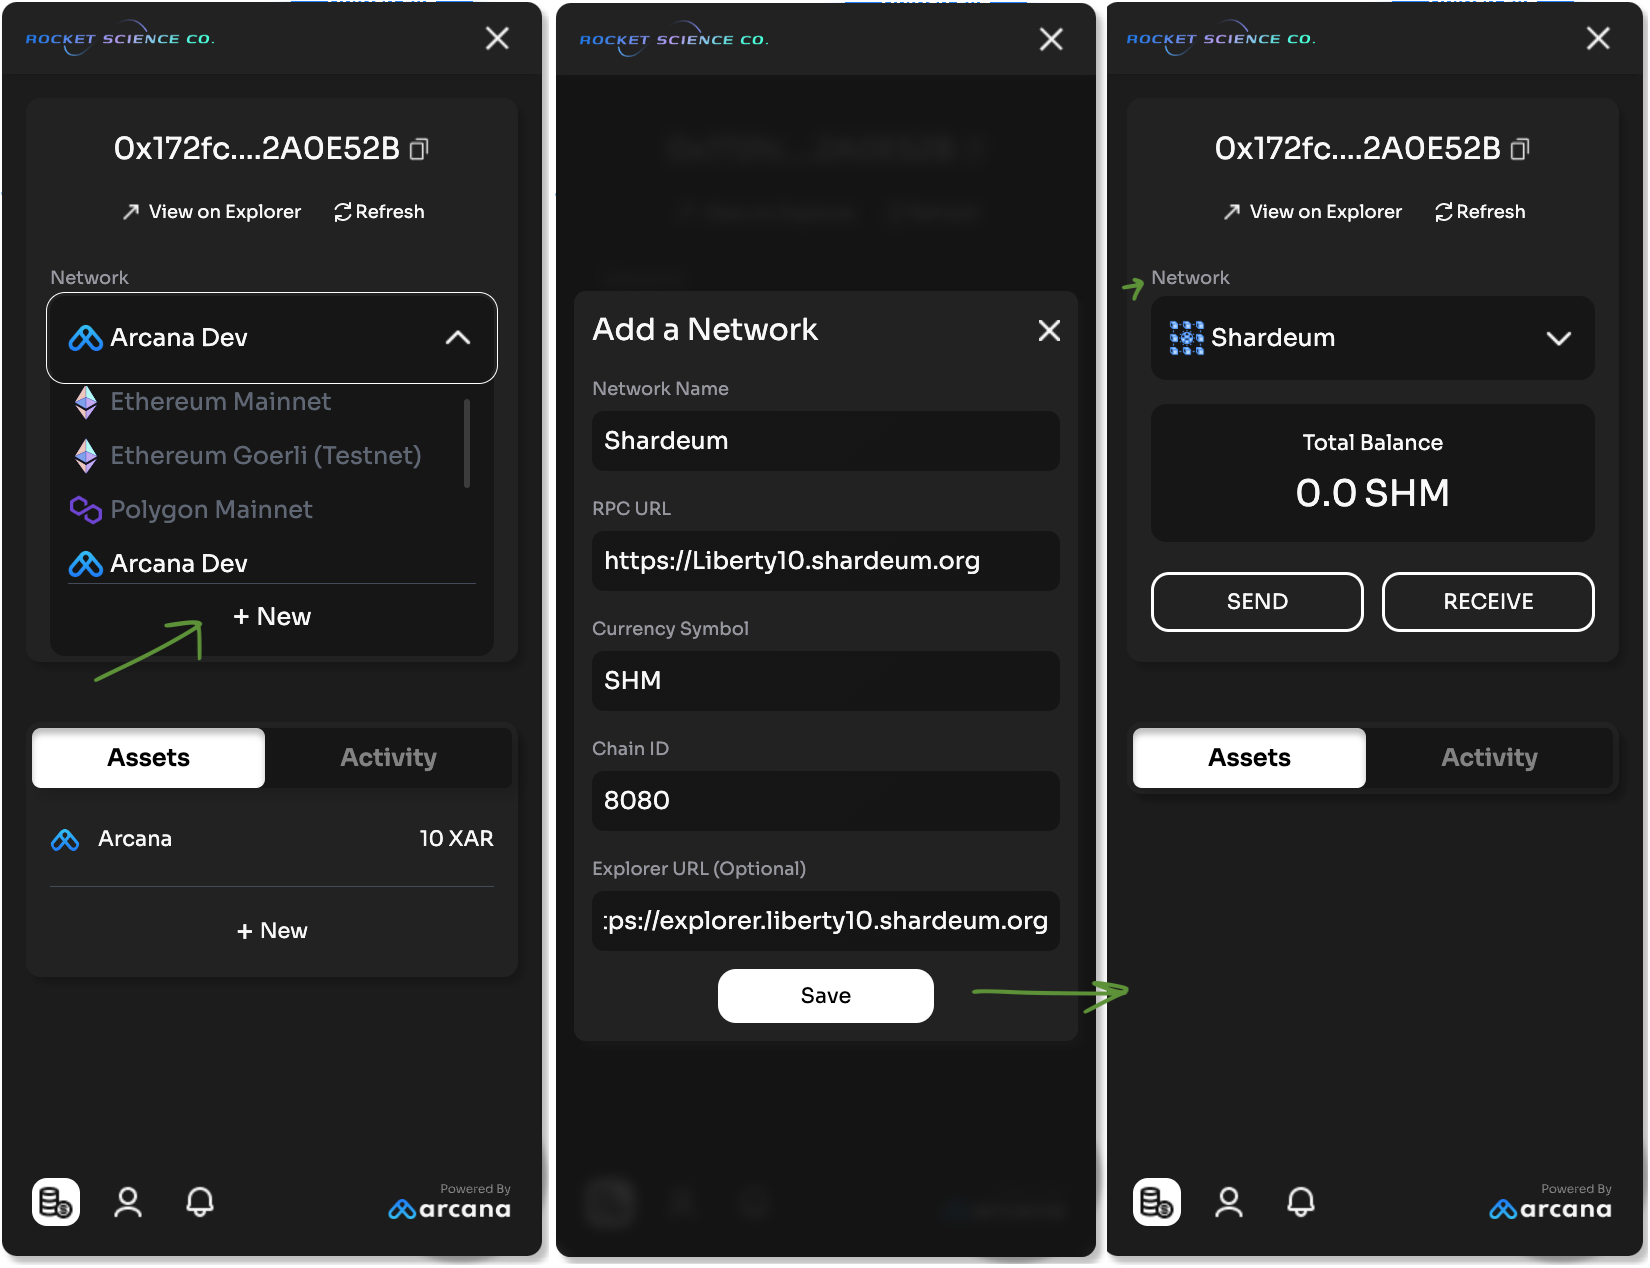 ROCKET SCIENCE CO.
0x172fc....2A0E52B
View on Explorer
Refresh
Network
Arcana Dev
Ethereum Mainnet
Ethereum Goerli (Testnet)
Polygon Mainnet
Arcana Dev
+ New
Assets
Activity
Arcana
10 XAR
+ New
Powered By
arcana
ROCKET SCIENCE CO.
Add a Network
Network Name
Shardeum
RPC URL
https://Liberty10.shardeum.org
Currency Symbol
SHM
Chain ID
8080
Explorer URL (Optional)
:ps://explorer.liberty10.shardeum.org
Save
ROCKET SCIENCE CO.
0x172fc....2A0E52B
View on Explorer
Refresh
Network
Shardeum
Total Balance
0.0 SHM
SEND
RECEIVE
Assets
Activity
Powered By
arcana